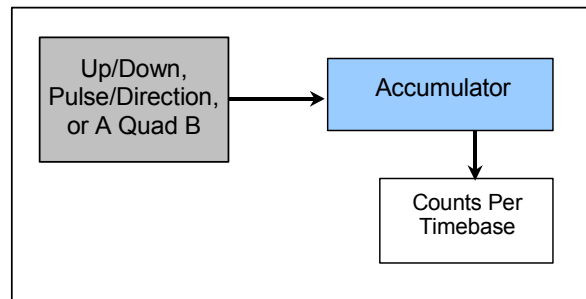 Up/Down,
Pulse/Direction,
or A Quad B
Accumulator
Counts Per
Timebase